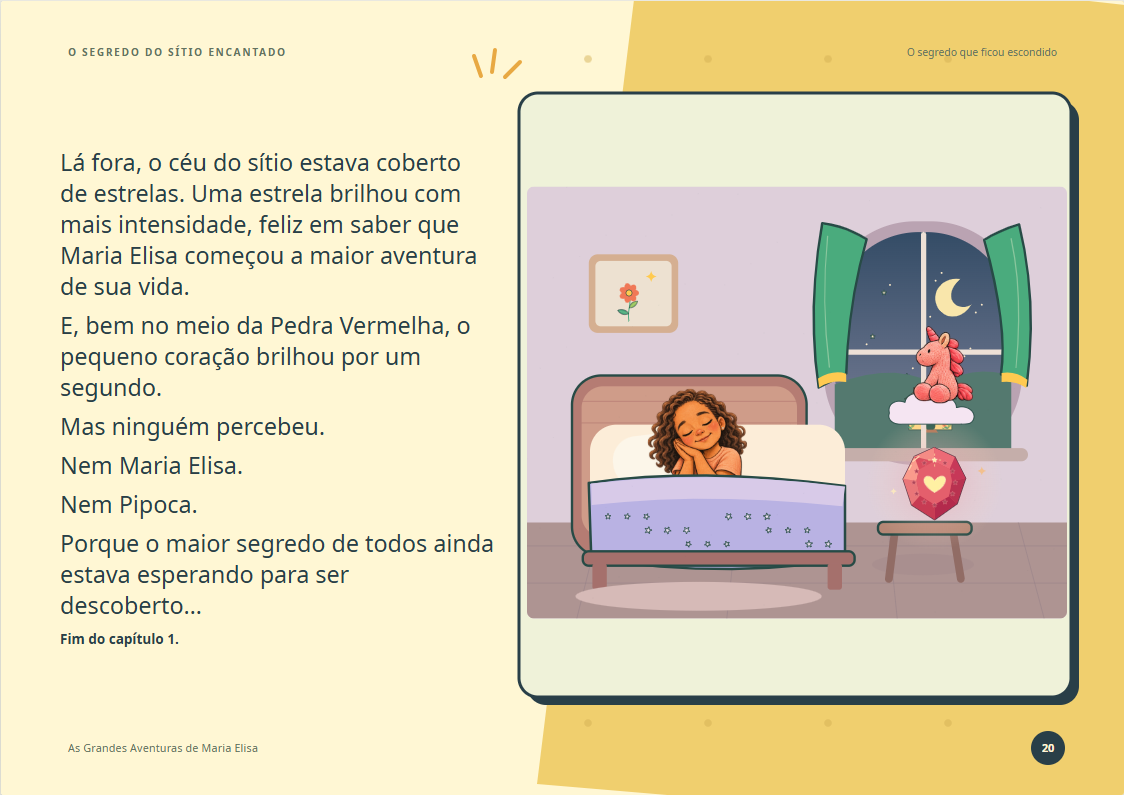 O SEGREDO DO SÍTIO ENCANTADO
O segredo que ficou escondido
Lá fora, o céu do sítio estava coberto
de estrelas. Uma estrela brilhou com
mais intensidade, feliz em saber que
Maria Elisa começou a maior aventura
de sua vida.
E, bem no meio da Pedra Vermelha, o
pequeno coração brilhou por um
segundo.
Mas ninguém percebeu.
Nem Maria Elisa.
Nem Pipoca.
Porque o maior segredo de todos ainda
estava esperando para ser
descoberto...
Fim do capítulo 1.
As Grandes Aventuras de Maria Elisa
20